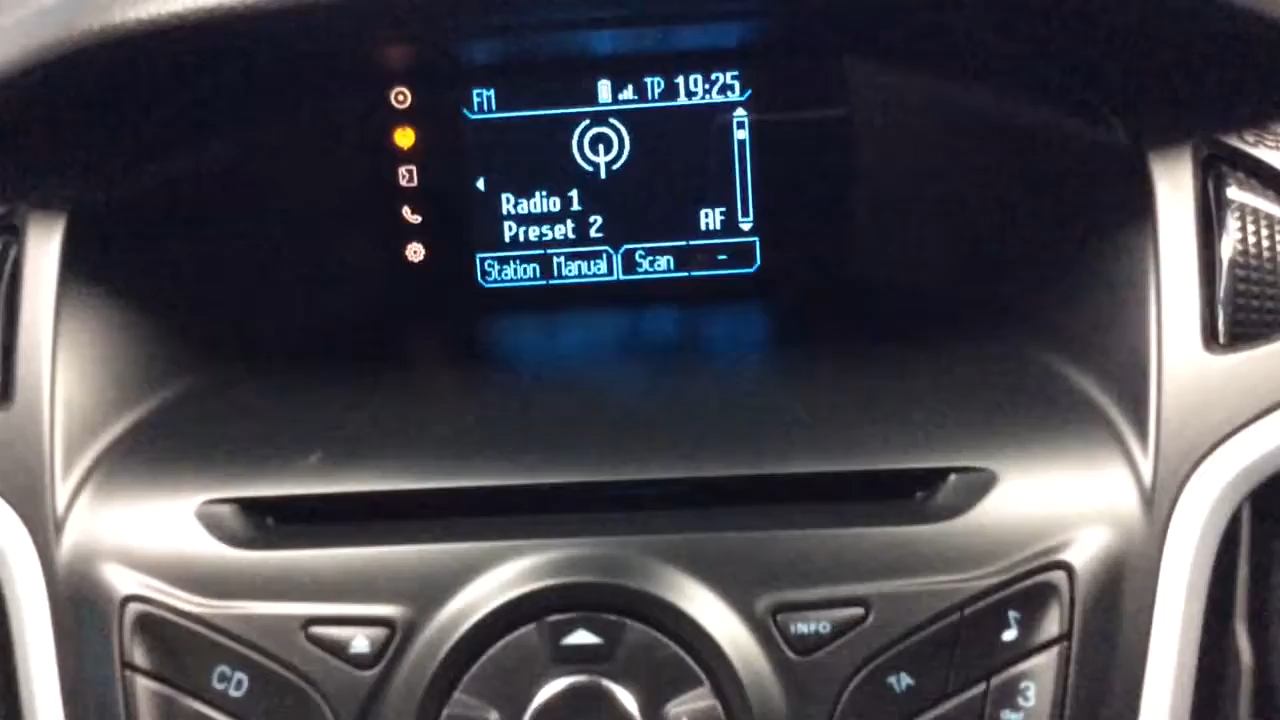 FM TP 19:25
Radio 1
Preset 2 AF
Station Manual Scan -
INFO
CD
TA
3